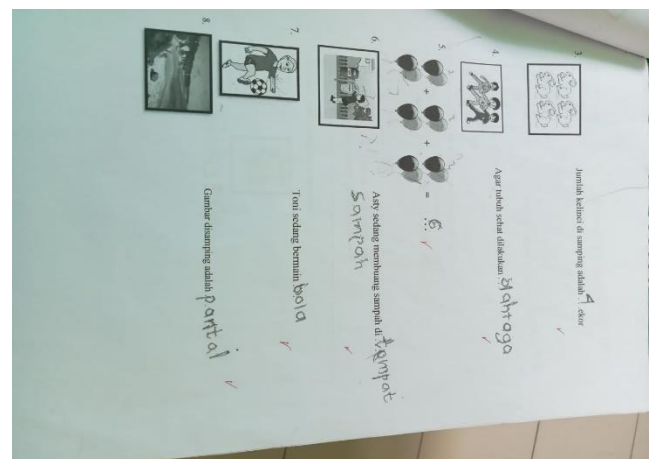 3. Jumlah kelinci di samping adalah 4 ekor
4. Agar tubuh sehat dilakukan olahraga
5. + + = 6
6. Asty sedang membuang sampah di tempat
sampah
7. Toni sedang bermain bola
8. Gambar disamping adalah pantai